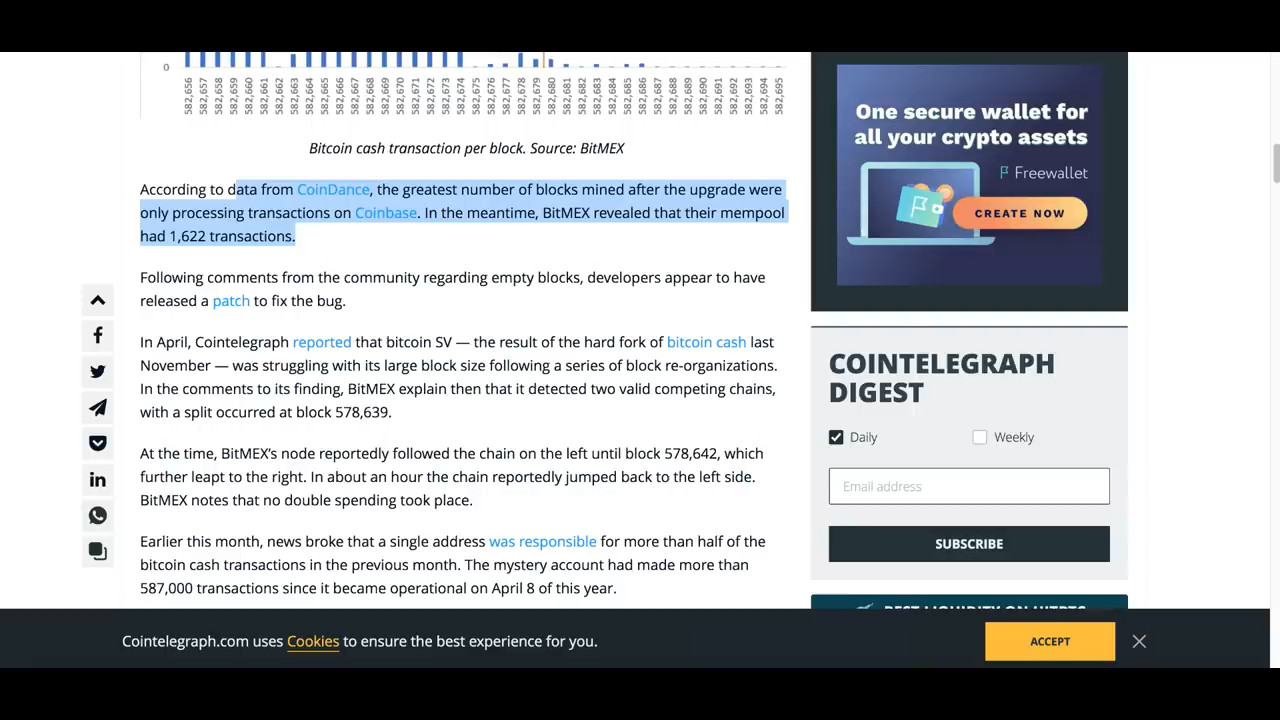 0
582,656
582,657
582,658
582,659
582,660
582,661
582,662
582,663
582,664
582,665
582,666
582,667
582,668
582,669
582,670
582,671
582,672
582,673
582,674
582,675
582,676
582,677
582,678
582,679
582,680
582,681
582,682
582,683
582,684
582,685
582,686
582,687
582,688
582,689
582,690
582,691
582,692
582,693
582,694
582,695
Bitcoin cash transaction per block. Source: BitMEX
According to data from CoinDance, the greatest number of blocks mined after the upgrade were
only processing transactions on Coinbase. In the meantime, BitMEX revealed that their mempool
had 1,622 transactions.
Following comments from the community regarding empty blocks, developers appear to have
released a patch to fix the bug.
In April, Cointelegraph reported that bitcoin SV — the result of the hard fork of bitcoin cash last
November — was struggling with its large block size following a series of block re-organizations.
In the comments to its finding, BitMEX explain then that it detected two valid competing chains,
with a split occurred at block 578,639.
At the time, BitMEX’s node reportedly followed the chain on the left until block 578,642, which
further leapt to the right. In about an hour the chain reportedly jumped back to the left side.
BitMEX notes that no double spending took place.
Earlier this month, news broke that a single address was responsible for more than half of the
bitcoin cash transactions in the previous month. The mystery account had made more than
587,000 transactions since it became operational on April 8 of this year.
One secure wallet for
all your crypto assets
Freewallet
CREATE NOW
COINTELEGRAPH
DIGEST
Daily
Weekly
Email address
SUBSCRIBE
BEST LIQUIDITY ON HITBTC
Cointelegraph.com uses Cookies to ensure the best experience for you.
ACCEPT